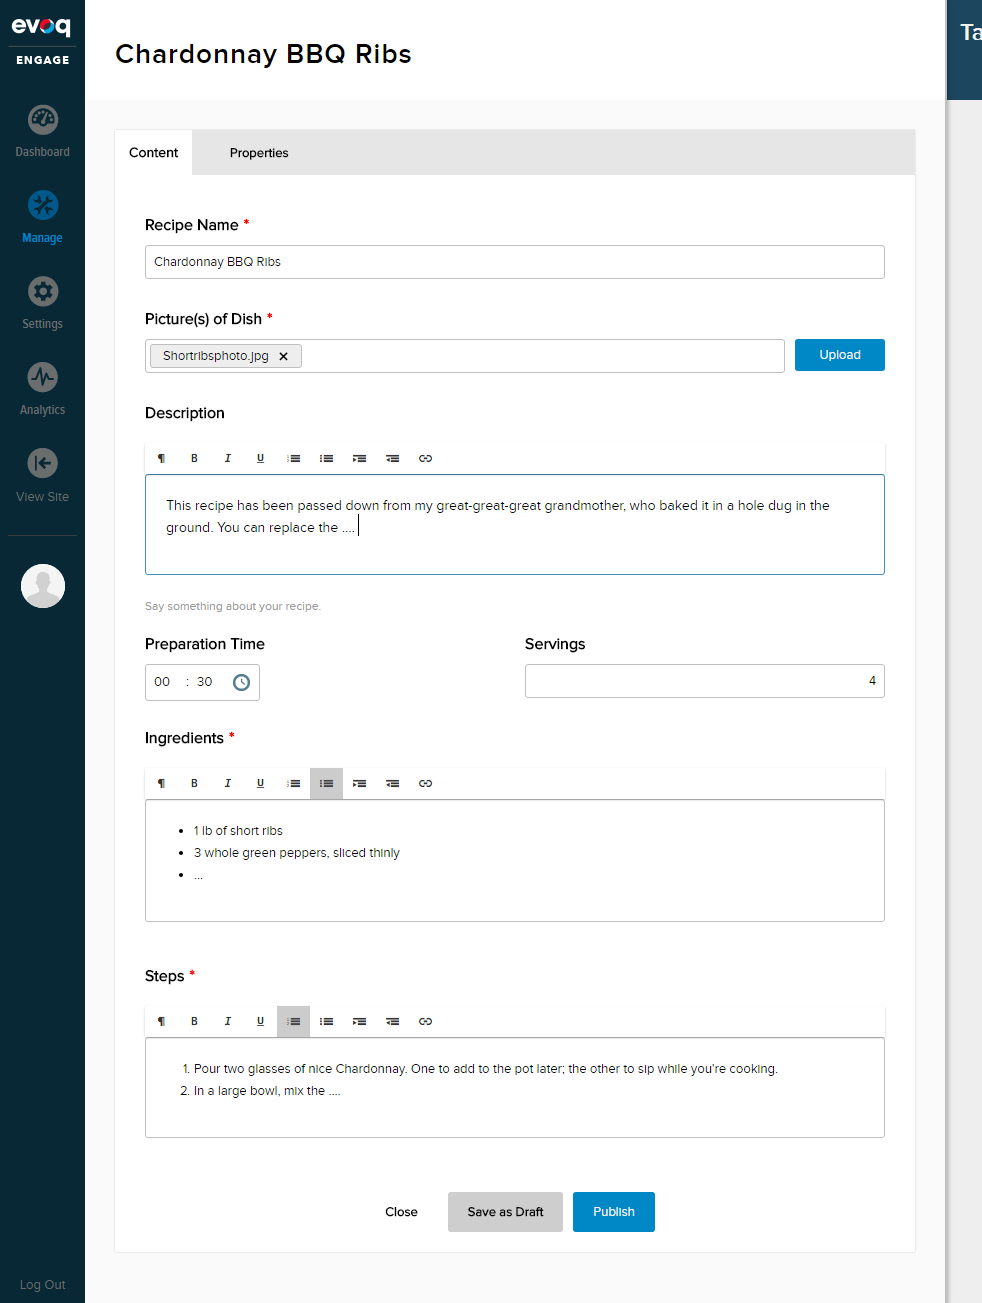 evoq
ENGAGE
Dashboard
Manage
Settings
Analytics
View Site
Log Out
Chardonnay BBQ Ribs
Ta
Content
Properties
Recipe Name *
Chardonnay BBQ Ribs
Picture(s) of Dish *
Shortribsphoto.jpg ×
Upload
Description
¶ B I U
This recipe has been passed down from my great-great-great grandmother, who baked it in a hole dug in the
ground. You can replace the ....
Say something about your recipe.
Preparation Time
00 : 30
Servings
4
Ingredients *
¶ B I U
• 1 lb of short ribs
• 3 whole green peppers, sliced thinly
• ...
Steps *
¶ B I U
1. Pour two glasses of nice Chardonnay. One to add to the pot later; the other to sip while you're cooking.
2. In a large bowl, mix the ....
Close
Save as Draft
Publish